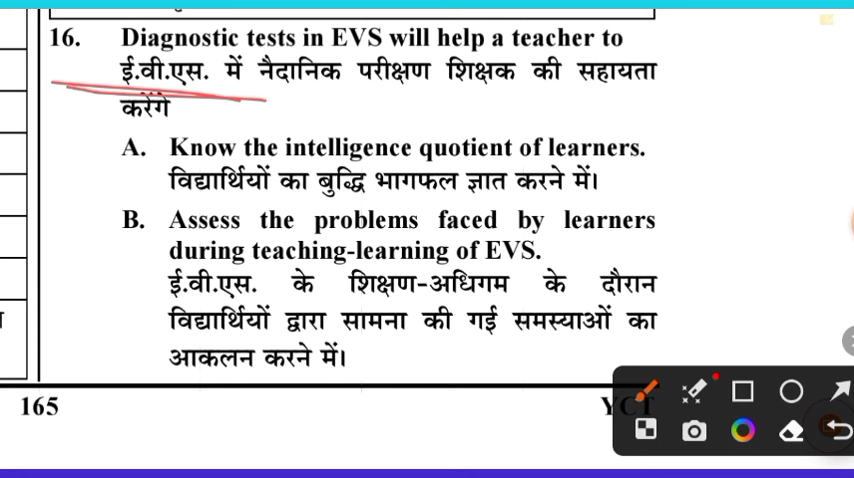 16. Diagnostic tests in EVS will help a teacher to
ई.वी.एस. में नैदानिक परीक्षण शिक्षक की सहायता
करेंगे
A. Know the intelligence quotient of learners.
विद्यार्थियों का बुद्धि भागफल ज्ञात करने में।
B. Assess the problems faced by learners
during teaching-learning of EVS.
ई.वी.एस. के शिक्षण-अधिगम के दौरान
विद्यार्थियों द्वारा सामना की गई समस्याओं का
आकलन करने में।
165 YCT